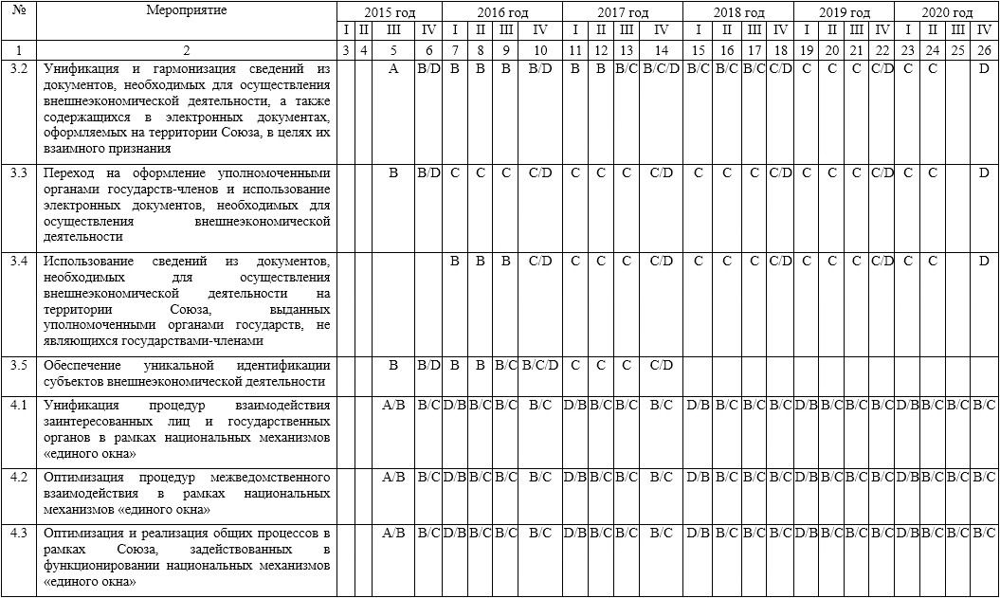 № Мероприятие 2015 год 2016 год 2017 год 2018 год 2019 год 2020 год
I II III IV I II III IV I II III IV I II III IV I II III IV I II III IV
1 2 3 4 5 6 7 8 9 10 11 12 13 14 15 16 17 18 19 20 21 22 23 24 25 26
3.2 Унификация и гармонизация сведений из A B/D B B B B/D B B B/C B/C/D B/C B/C B/C C/D C C C C/D C C D
документов, необходимых для осуществления
внешнеэкономической деятельности, а также
содержащихся в электронных документах,
оформляемых на территории Союза, в целях их
взаимного признания
3.3 Переход на оформление уполномоченными B B/D C C C C/D C C C C/D C C C C/D C C C C/D C C D
органами государств-членов и использование
электронных документов, необходимых для
осуществления внешнеэкономической
деятельности
3.4 Использование сведений из документов, B B B C/D C C C C/D C C C C/D C C C C/D C C D
необходимых для осуществления
внешнеэкономической деятельности на
территории Союза, выданных
уполномоченными органами государств, не
являющихся государствами-членами
3.5 Обеспечение уникальной идентификации B B/D B B B/C B/C/D C C C C/D
субъектов внешнеэкономической деятельности
4.1 Унификация процедур взаимодействия A/B B/C D/B B/C B/C B/C D/B B/C B/C B/C D/B B/C B/C B/C D/B B/C B/C B/C D/B B/C B/C B/C
заинтересованных лиц и государственных
органов в рамках национальных механизмов
«единого окна»
4.2 Оптимизация процедур межведомственного A/B B/C D/B B/C B/C B/C D/B B/C B/C B/C D/B B/C B/C B/C D/B B/C B/C B/C D/B B/C B/C B/C
взаимодействия в рамках национальных
механизмов «единого окна»
4.3 Оптимизация и реализация общих процессов в A/B B/C D/B B/C B/C B/C D/B B/C B/C B/C D/B B/C B/C B/C D/B B/C B/C B/C D/B B/C B/C B/C
рамках Союза, задействованных в
функционировании национальных механизмов
«единого окна»